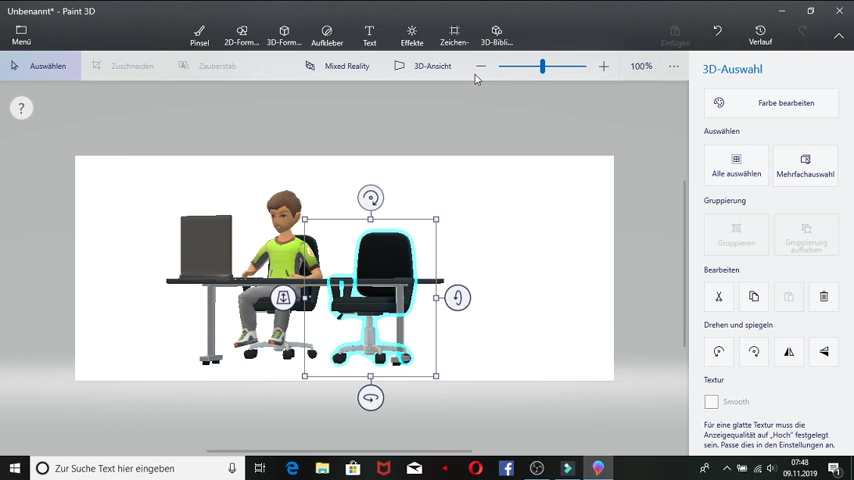 Unbenannt* - Paint 3D
Menü
Pinsel
2D-Form...
3D-Form...
Aufkleber
Text
Effekte
Zeichen-
3D-Bibli...
Einfügen
Verlauf
Auswählen
Zuschneiden
Zauberstab
Mixed Reality
3D-Ansicht
100%
?
3D-Auswahl
Farbe bearbeiten
Auswählen
Alle auswählen
Mehrfachauswahl
Gruppierung
Gruppieren
Gruppierung
aufheben
Bearbeiten
Drehen und spiegeln
Textur
Smooth
Für eine glatte Textur muss die
Anzeigequalität auf „Hoch" festgelegt
sein. Passe dies in den Einstellungen an.
Zur Suche Text hier eingeben
07:48
09.11.2019